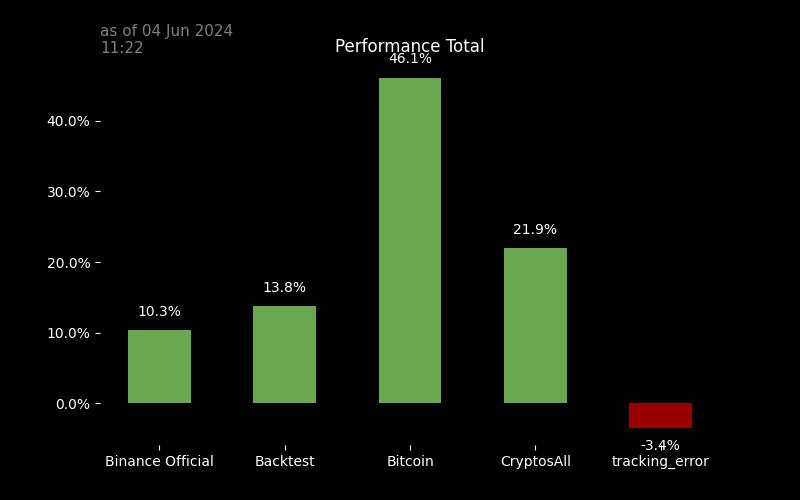 as of 04 Jun 2024
11:22
Performance Total
46.1%
40.0%
30.0%
21.9%
20.0%
13.8%
10.3%
10.0%
0.0%
-3.4%
Binance Official
Backtest
Bitcoin
CryptosAll
tracking_error